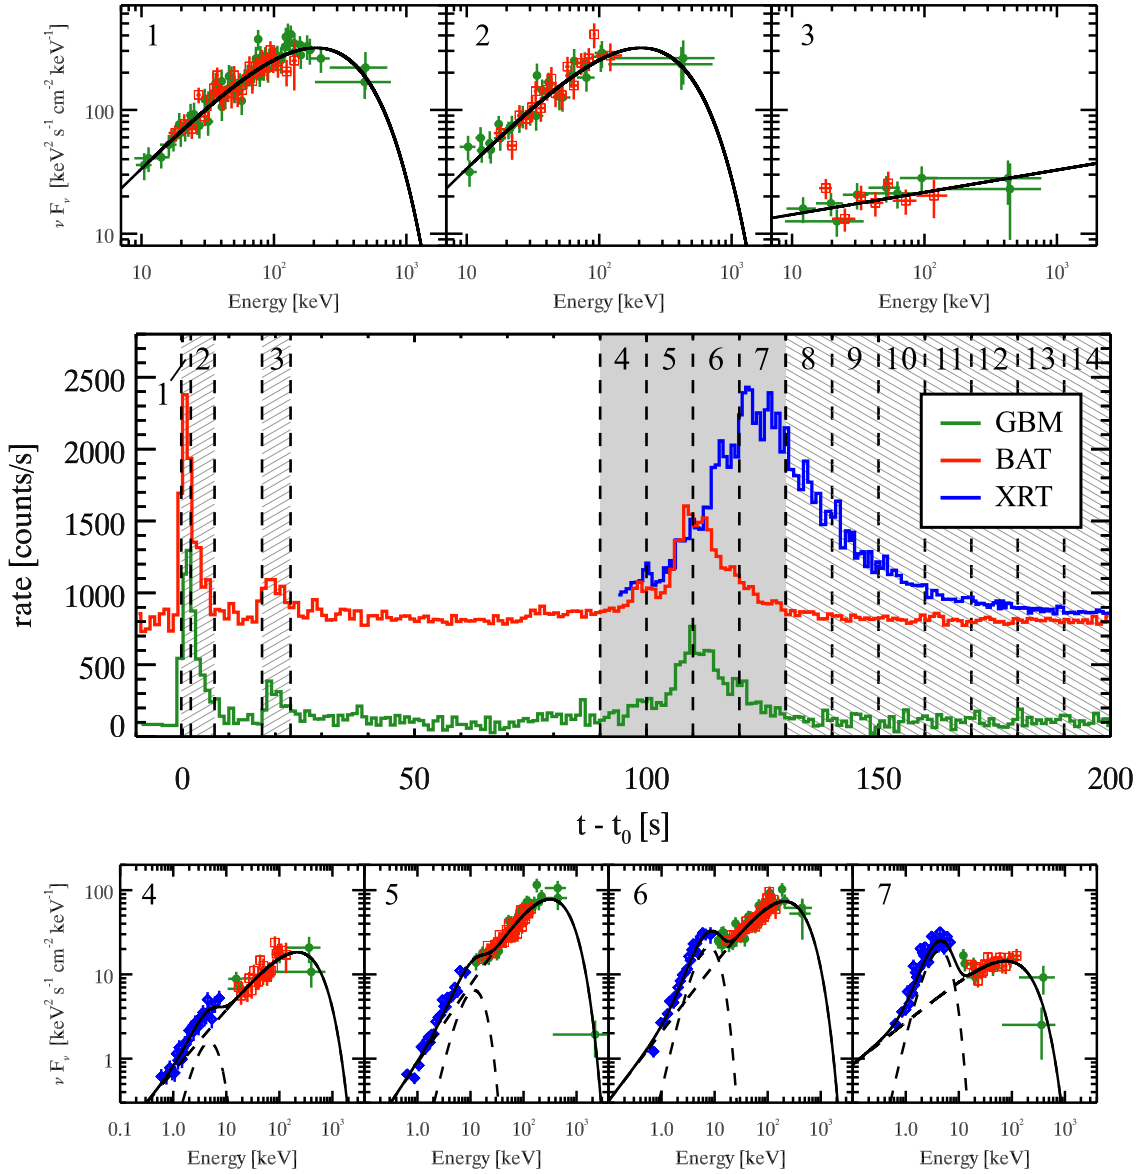 1 2 3
ν Fν [keV² s⁻¹ cm⁻² keV⁻¹]
100
10
10 10² 10³ 10 10² 10³ 10 10² 10³
Energy [keV] Energy [keV] Energy [keV]
1 2 3 4 5 6 7 8 9 10 11 12 13 14
rate [counts/s]
2500
2000
1500
1000
500
0
GBM
BAT
XRT
0 50 100 150 200
t - t₀ [s]
4 5 6 7
ν Fν [keV² s⁻¹ cm⁻² keV⁻¹]
100
10
1
0.1 1.0 10 10² 10³ 1.0 10 10² 10³ 1.0 10 10² 10³ 1.0 10 10² 10³
Energy [keV] Energy [keV] Energy [keV] Energy [keV]